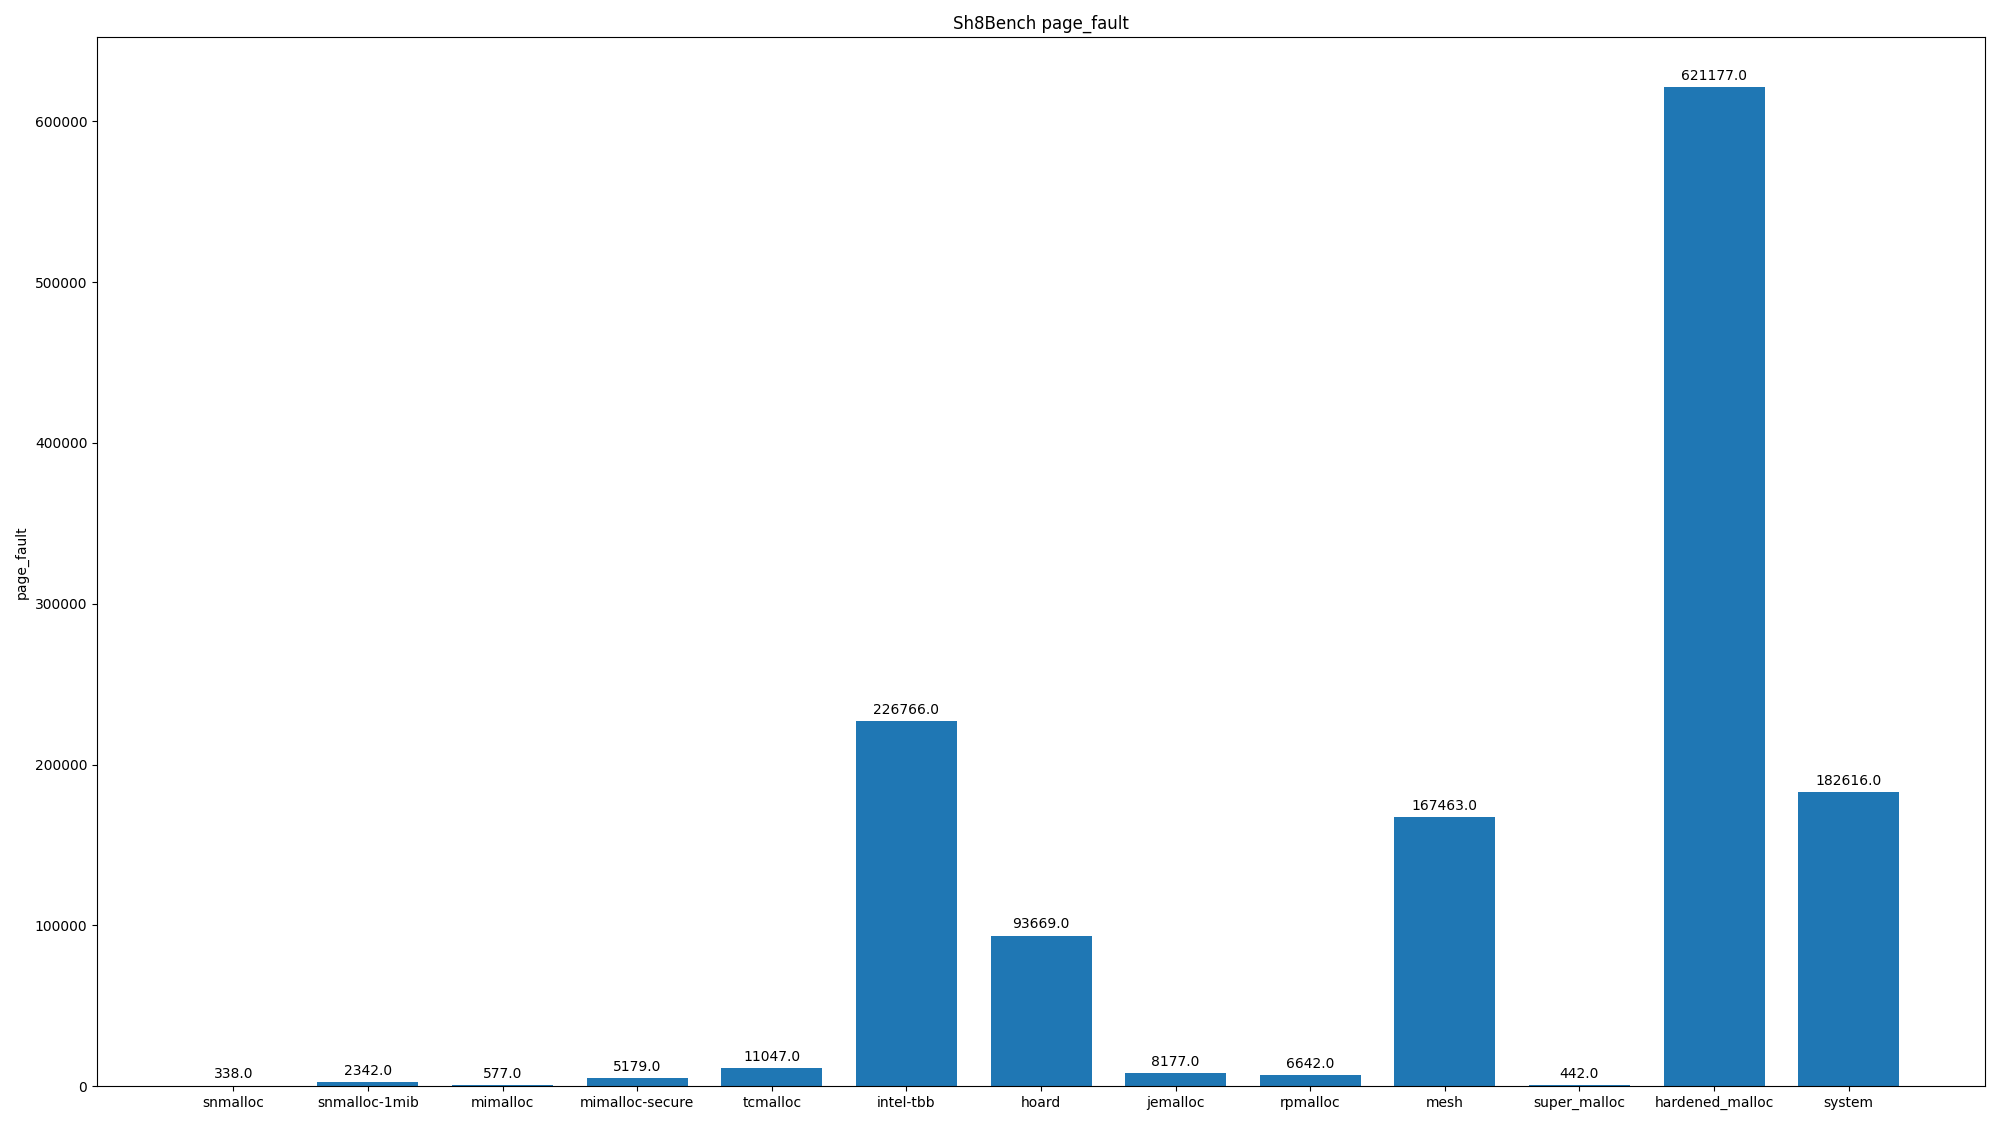 Sh8Bench page_fault
page_fault
600000
500000
400000
300000
200000
100000
0
338.0
2342.0
577.0
5179.0
11047.0
226766.0
93669.0
8177.0
6642.0
167463.0
442.0
621177.0
182616.0
snmalloc
snmalloc-1mib
mimalloc
mimalloc-secure
tcmalloc
intel-tbb
hoard
jemalloc
rpmalloc
mesh
super_malloc
hardened_malloc
system